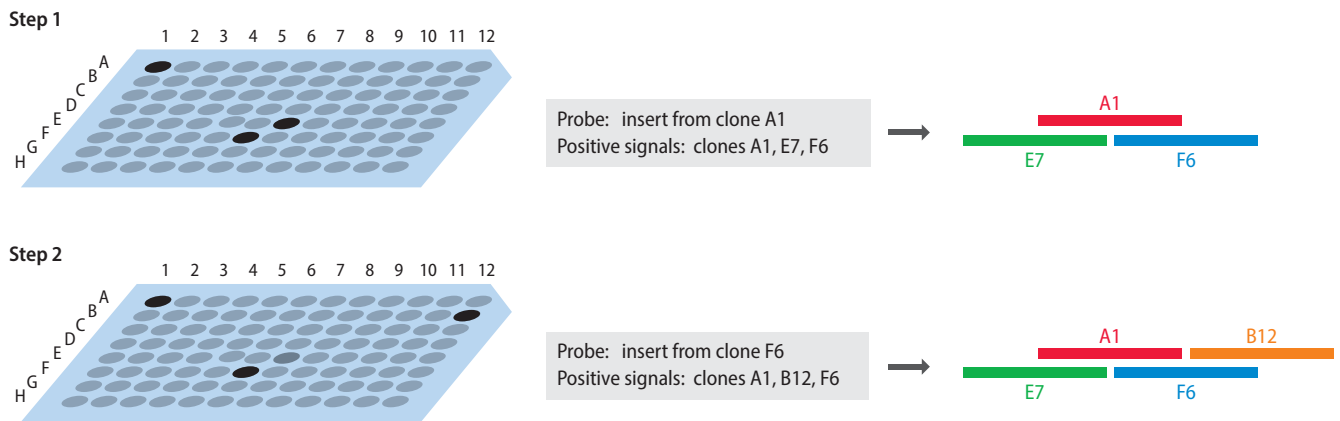 Step 1
1 2 3 4 5 6 7 8 9 10 11 12
A
B
C
D
E
F
G
H
Probe: insert from clone A1
Positive signals: clones A1, E7, F6
A1
E7 F6
Step 2
1 2 3 4 5 6 7 8 9 10 11 12
A
B
C
D
E
F
G
H
Probe: insert from clone F6
Positive signals: clones A1, B12, F6
A1 B12
E7 F6